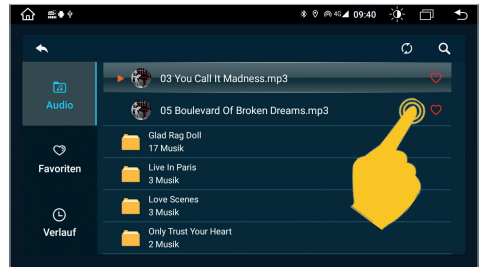 4G 09:40
03 You Call It Madness.mp3
Audio
05 Boulevard Of Broken Dreams.mp3
Glad Rag Doll
17 Musik
Favoriten
Live In Paris
3 Musik
Love Scenes
3 Musik
Verlauf
Only Trust Your Heart
2 Musik